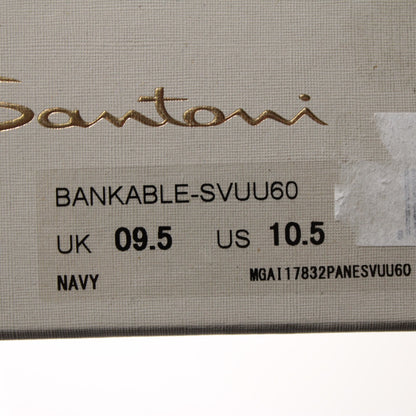 Santoni
BANKABLE-SVUU60
UK 09.5 US 10.5
NAVY MGAI17832PANESVUU60